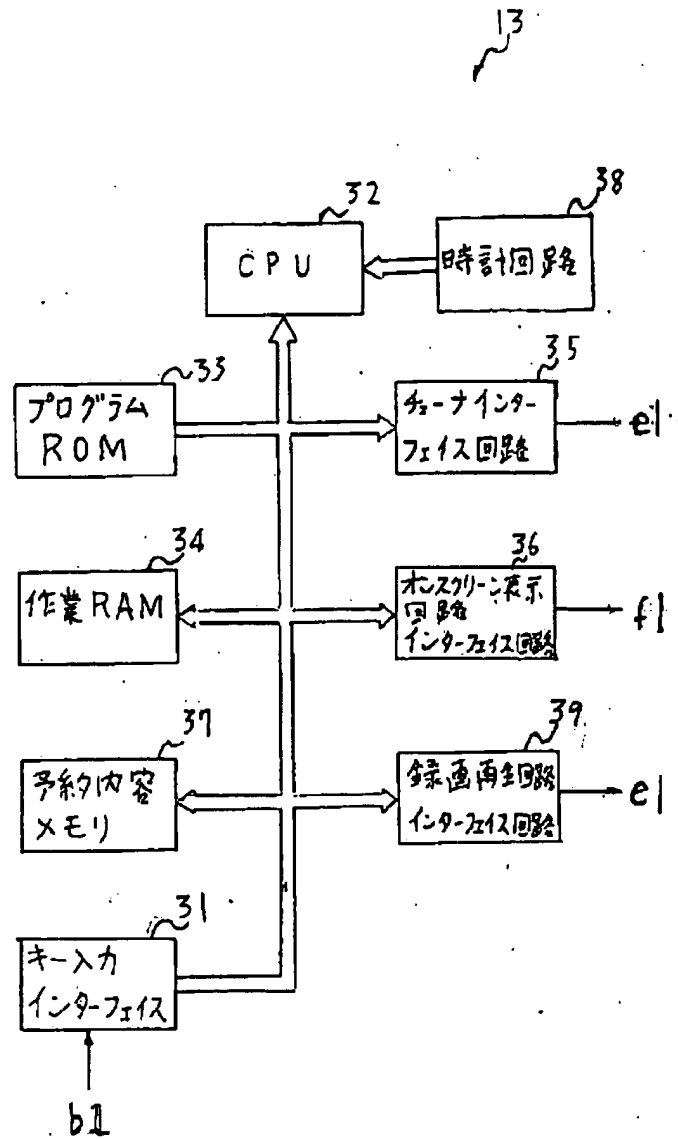 13
32
CPU
38
時計回路
33
プログラム
ROM
35
チューナインター
フェイス回路
e1
34
作業RAM
36
オンスクリーン表示
回路
インターフェイス回路
f1
37
予約内容
メモリ
39
録画再生回路
インターフェイス回路
e1
31
キー入力
インターフェイス